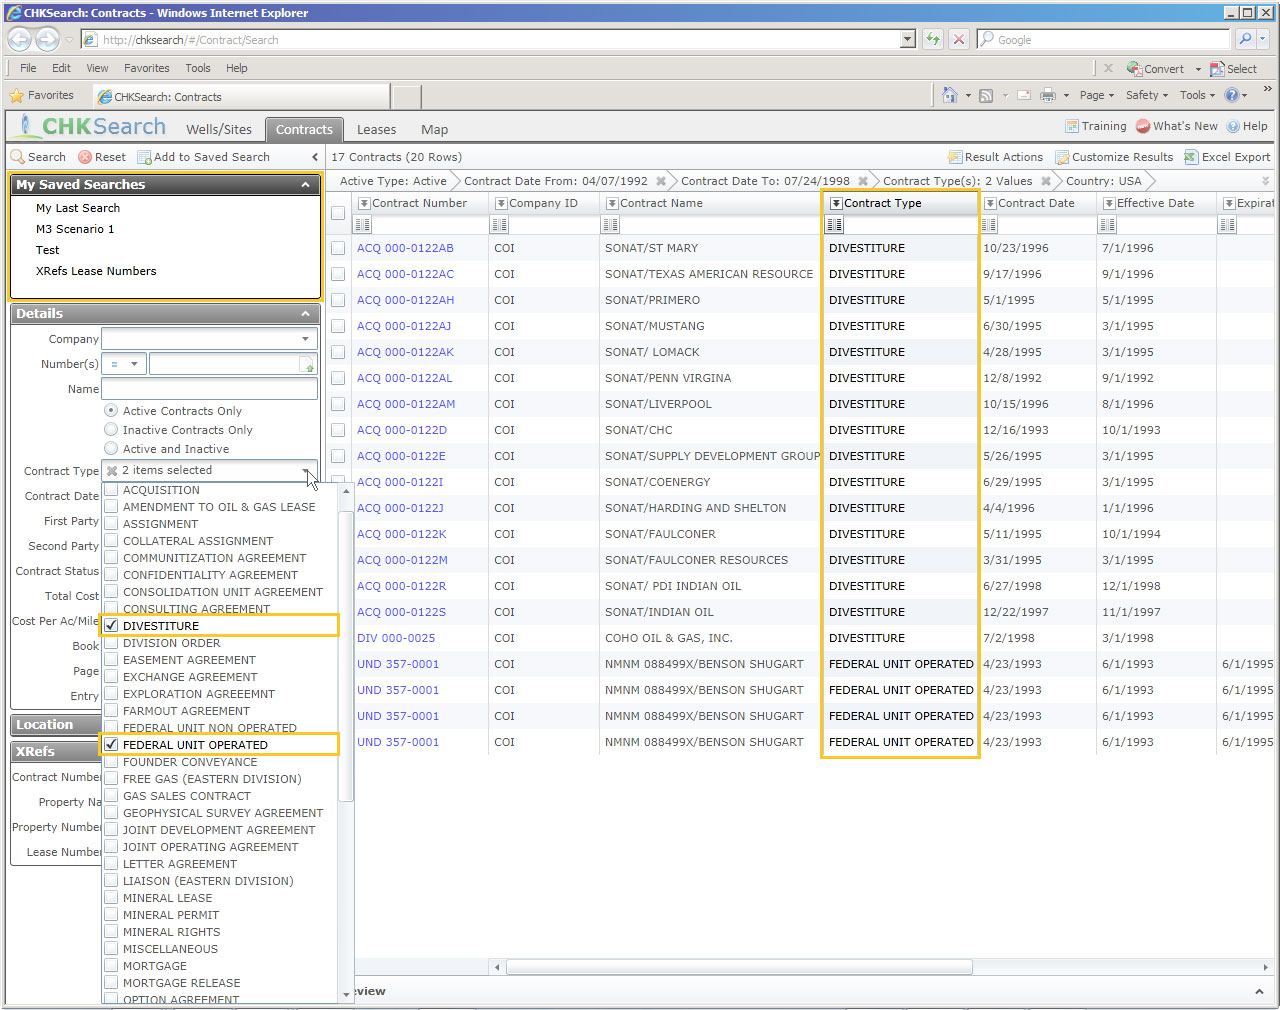 CHKSearch: Contracts - Windows Internet Explorer
http://chksearch/#/Contract/Search
Google
File Edit View Favorites Tools Help
Convert Select
Favorites CHKSearch: Contracts
Page Safety Tools
CHKSearch Wells/Sites Contracts Leases Map
Training What's New Help
Search Reset Add to Saved Search
17 Contracts (20 Rows)
Result Actions Customize Results Excel Export
My Saved Searches
My Last Search
M3 Scenario 1
Test
XRefs Lease Numbers
Details
Company
Number(s) =
Name
Active Contracts Only
Inactive Contracts Only
Active and Inactive
Contract Type 2 items selected
Contract Date
First Party
Second Party
Contract Status
Total Cost
Cost Per Ac/Mile
Book
Page
Entry
Location
XRefs
Contract Number
Property Na
Property Number
Lease Number
ACQUISITION
AMENDMENT TO OIL & GAS LEASE
ASSIGNMENT
COLLATERAL ASSIGNMENT
COMMUNITIZATION AGREEMENT
CONFIDENTIALITY AGREEMENT
CONSOLIDATION UNIT AGREEMENT
CONSULTING AGREEMENT
DIVESTITURE
DIVISION ORDER
EASEMENT AGREEMENT
EXCHANGE AGREEMENT
EXPLORATION AGREEEMNT
FARMOUT AGREEMENT
FEDERAL UNIT NON OPERATED
FEDERAL UNIT OPERATED
FOUNDER CONVEYANCE
FREE GAS (EASTERN DIVISION)
GAS SALES CONTRACT
GEOPHYSICAL SURVEY AGREEMENT
JOINT DEVELOPMENT AGREEMENT
JOINT OPERATING AGREEMENT
LETTER AGREEMENT
LIAISON (EASTERN DIVISION)
MINERAL LEASE
MINERAL PERMIT
MINERAL RIGHTS
MISCELLANEOUS
MORTGAGE
MORTGAGE RELEASE
OPTION AGREEMENT
Active Type: Active Contract Date From: 04/07/1992 Contract Date To: 07/24/1998 Contract Type(s): 2 Values Country: USA
Contract Number Company ID Contract Name Contract Type Contract Date Effective Date Expirat
ACQ 000-0122AB COI SONAT/ST MARY DIVESTITURE 10/23/1996 7/1/1996
ACQ 000-0122AC COI SONAT/TEXAS AMERICAN RESOURCE DIVESTITURE 9/17/1996 9/1/1996
ACQ 000-0122AH COI SONAT/PRIMERO DIVESTITURE 5/1/1995 5/1/1995
ACQ 000-0122AJ COI SONAT/MUSTANG DIVESTITURE 6/30/1995 3/1/1995
ACQ 000-0122AK COI SONAT/ LOMACK DIVESTITURE 4/28/1995 3/1/1995
ACQ 000-0122AL COI SONAT/PENN VIRGINA DIVESTITURE 12/8/1992 9/1/1992
ACQ 000-0122AM COI SONAT/LIVERPOOL DIVESTITURE 10/15/1996 8/1/1996
ACQ 000-0122D COI SONAT/CHC DIVESTITURE 12/16/1993 10/1/1993
ACQ 000-0122E COI SONAT/SUPPLY DEVELOPMENT GROUP DIVESTITURE 5/26/1995 3/1/1995
ACQ 000-0122I COI SONAT/COENERGY DIVESTITURE 6/29/1995 3/1/1995
ACQ 000-0122J COI SONAT/HARDING AND SHELTON DIVESTITURE 4/4/1996 1/1/1996
ACQ 000-0122K COI SONAT/FAULCONER DIVESTITURE 5/11/1995 10/1/1994
ACQ 000-0122M COI SONAT/FAULCONER RESOURCES DIVESTITURE 3/31/1995 3/1/1995
ACQ 000-0122R COI SONAT/ PDI INDIAN OIL DIVESTITURE 6/27/1998 12/1/1998
ACQ 000-0122S COI SONAT/INDIAN OIL DIVESTITURE 12/22/1997 11/1/1997
DIV 000-0025 COI COHO OIL & GAS, INC. DIVESTITURE 7/2/1998 3/1/1998
UND 357-0001 COI NMNM 088499X/BENSON SHUGART FEDERAL UNIT OPERATED 4/23/1993 6/1/1993 6/1/1995
UND 357-0001 COI NMNM 088499X/BENSON SHUGART FEDERAL UNIT OPERATED 4/23/1993 6/1/1993 6/1/1995
UND 357-0001 COI NMNM 088499X/BENSON SHUGART FEDERAL UNIT OPERATED 4/23/1993 6/1/1993 6/1/1995
UND 357-0001 COI NMNM 088499X/BENSON SHUGART FEDERAL UNIT OPERATED 4/23/1993 6/1/1993 6/1/1995
eview